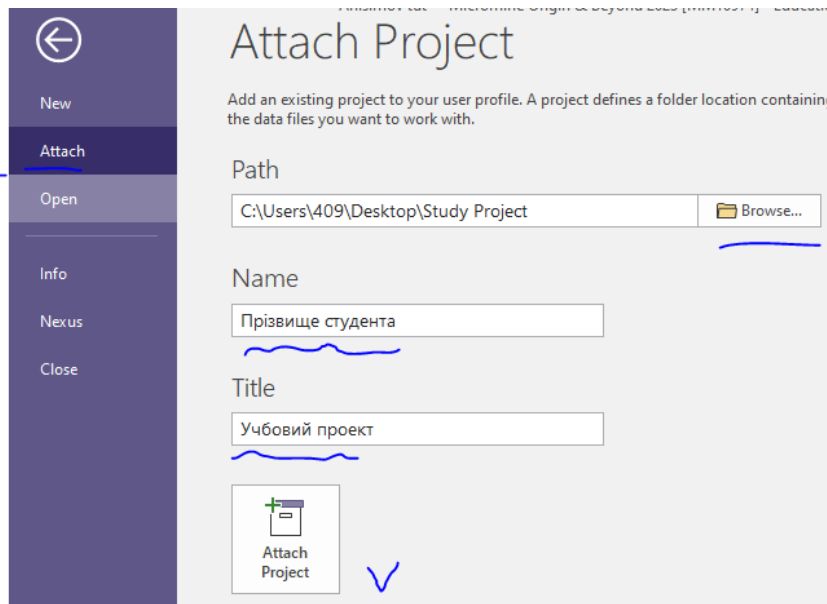 Attach Project
New
Attach
Open
Info
Nexus
Close
Add an existing project to your user profile. A project defines a folder location containing
the data files you want to work with.
Path
C:\Users\409\Desktop\Study Project
Browse...
Name
Прізвище студента
Title
Учбовий проект
Attach
Project